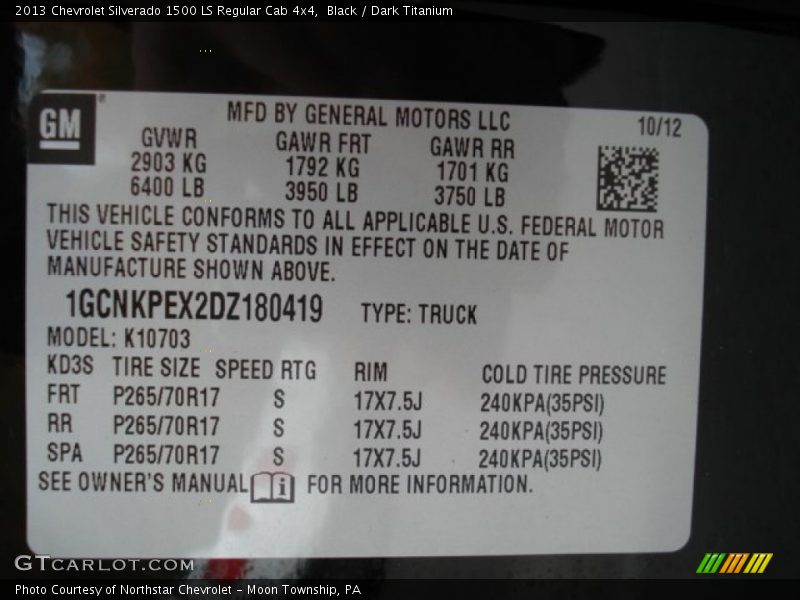 2013 Chevrolet Silverado 1500 LS Regular Cab 4x4, Black / Dark Titanium
GM
MFD BY GENERAL MOTORS LLC
10/12
GVWR GAWR FRT GAWR RR
2903 KG 1792 KG 1701 KG
6400 LB 3950 LB 3750 LB
THIS VEHICLE CONFORMS TO ALL APPLICABLE U.S. FEDERAL MOTOR
VEHICLE SAFETY STANDARDS IN EFFECT ON THE DATE OF
MANUFACTURE SHOWN ABOVE.
1GCNKPEX2DZ180419 TYPE: TRUCK
MODEL: K10703
KD3S TIRE SIZE SPEED RTG RIM COLD TIRE PRESSURE
FRT P265/70R17 S 17X7.5J 240KPA(35PSI)
RR P265/70R17 S 17X7.5J 240KPA(35PSI)
SPA P265/70R17 S 17X7.5J 240KPA(35PSI)
SEE OWNER'S MANUAL i FOR MORE INFORMATION.
GTCARLOT.COM
Photo Courtesy of Northstar Chevrolet - Moon Township, PA